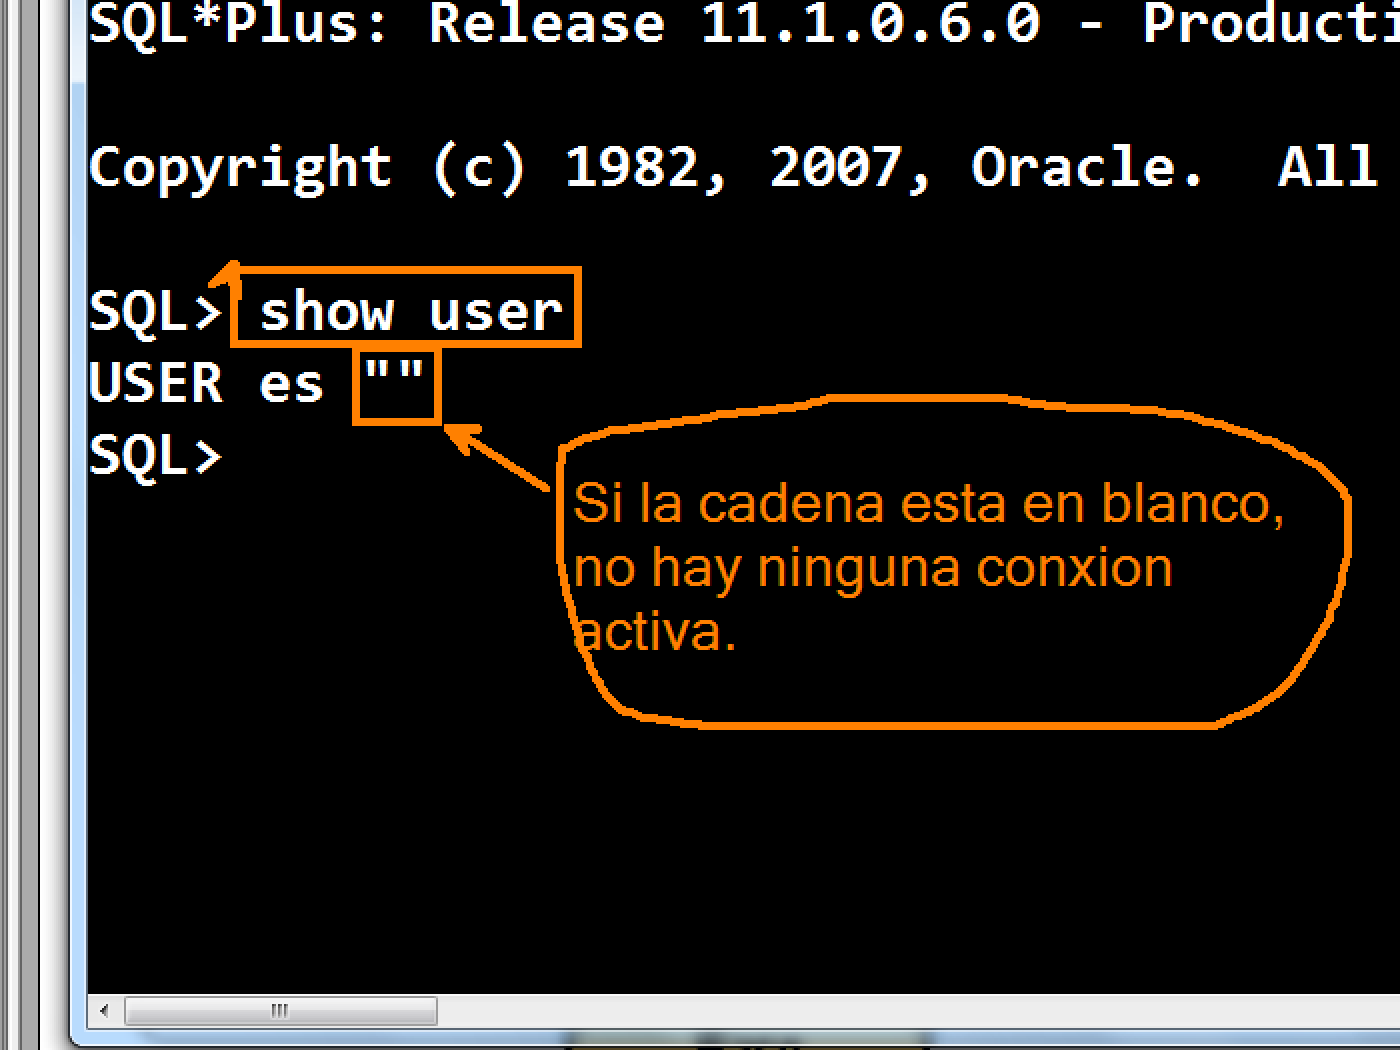 SQL*Plus: Release 11.1.0.6.0 - Producti
Copyright (c) 1982, 2007, Oracle.  All
SQL> show user
USER es ""
SQL>
Si la cadena esta en blanco,
no hay ninguna conxion
activa.